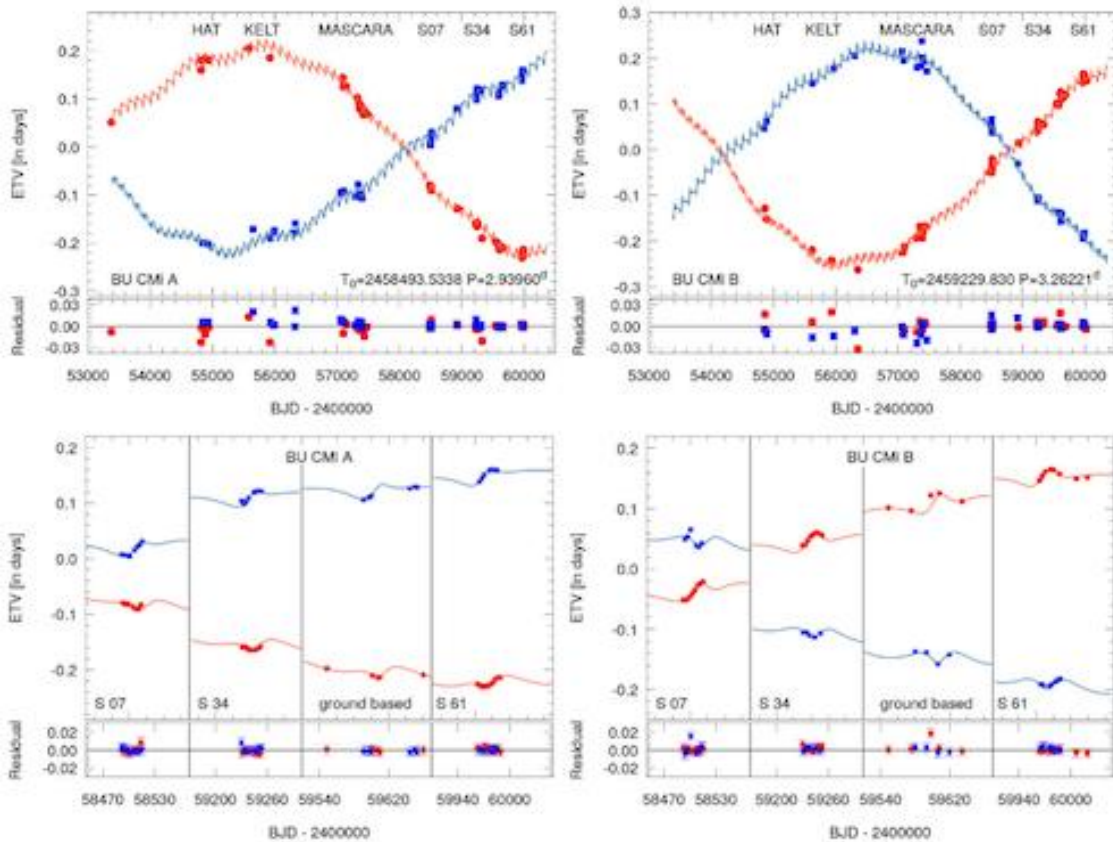 HAT KELT MASCARA S07 S34 S61
0.2
0.1
0.0
-0.1
-0.2
-0.3
ETV [in days]
BU CMI A T0=2458493.5338 P=2.93960d
Residual
0.03
0.00
-0.03
53000 54000 55000 56000 57000 58000 59000 60000
BJD - 2400000
0.3
HAT KELT MASCARA S07 S34 S61
0.2
0.1
0.0
-0.1
-0.2
-0.3
ETV [in days]
BU CMI B T0=2459229.830 P=3.26221d
Residual
0.03
0.00
-0.03
53000 54000 55000 56000 57000 58000 59000 60000
BJD - 2400000
BU CMI A
0.2
0.1
0.0
-0.1
-0.2
ETV [in days]
S 07 S 34 ground based S 61
Residual
0.02
0.00
-0.02
58470 58530 59200 59260 59540 59620 59940 60000
BJD - 2400000
BU CMI B
0.2
0.1
0.0
-0.1
-0.2
ETV [in days]
S 07 S 34 ground based S 61
Residual
0.02
0.00
-0.02
58470 58530 59200 59260 59540 59620 59940 60000
BJD - 2400000